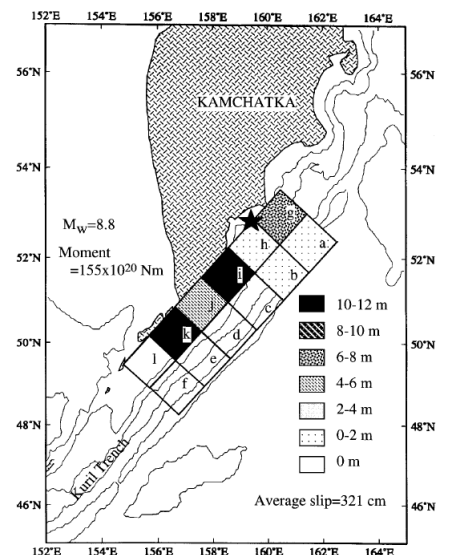 152°E 154°E 156°E 158°E 160°E 162°E 164°E
56°N 56°N
KAMCHATKA
54°N 54°N
g
Mw=8.8
h a
Moment
=155x10²⁰ Nm
52°N 52°N
i b
10-12 m
j c
8-10 m
k d
50°N 50°N
6-8 m
l e
4-6 m
f
2-4 m
48°N 48°N
0-2 m
0 m
Kuril Trench
Average slip=321 cm
46°N 46°N
152°E 154°E 156°E 158°E 160°E 162°E 164°E